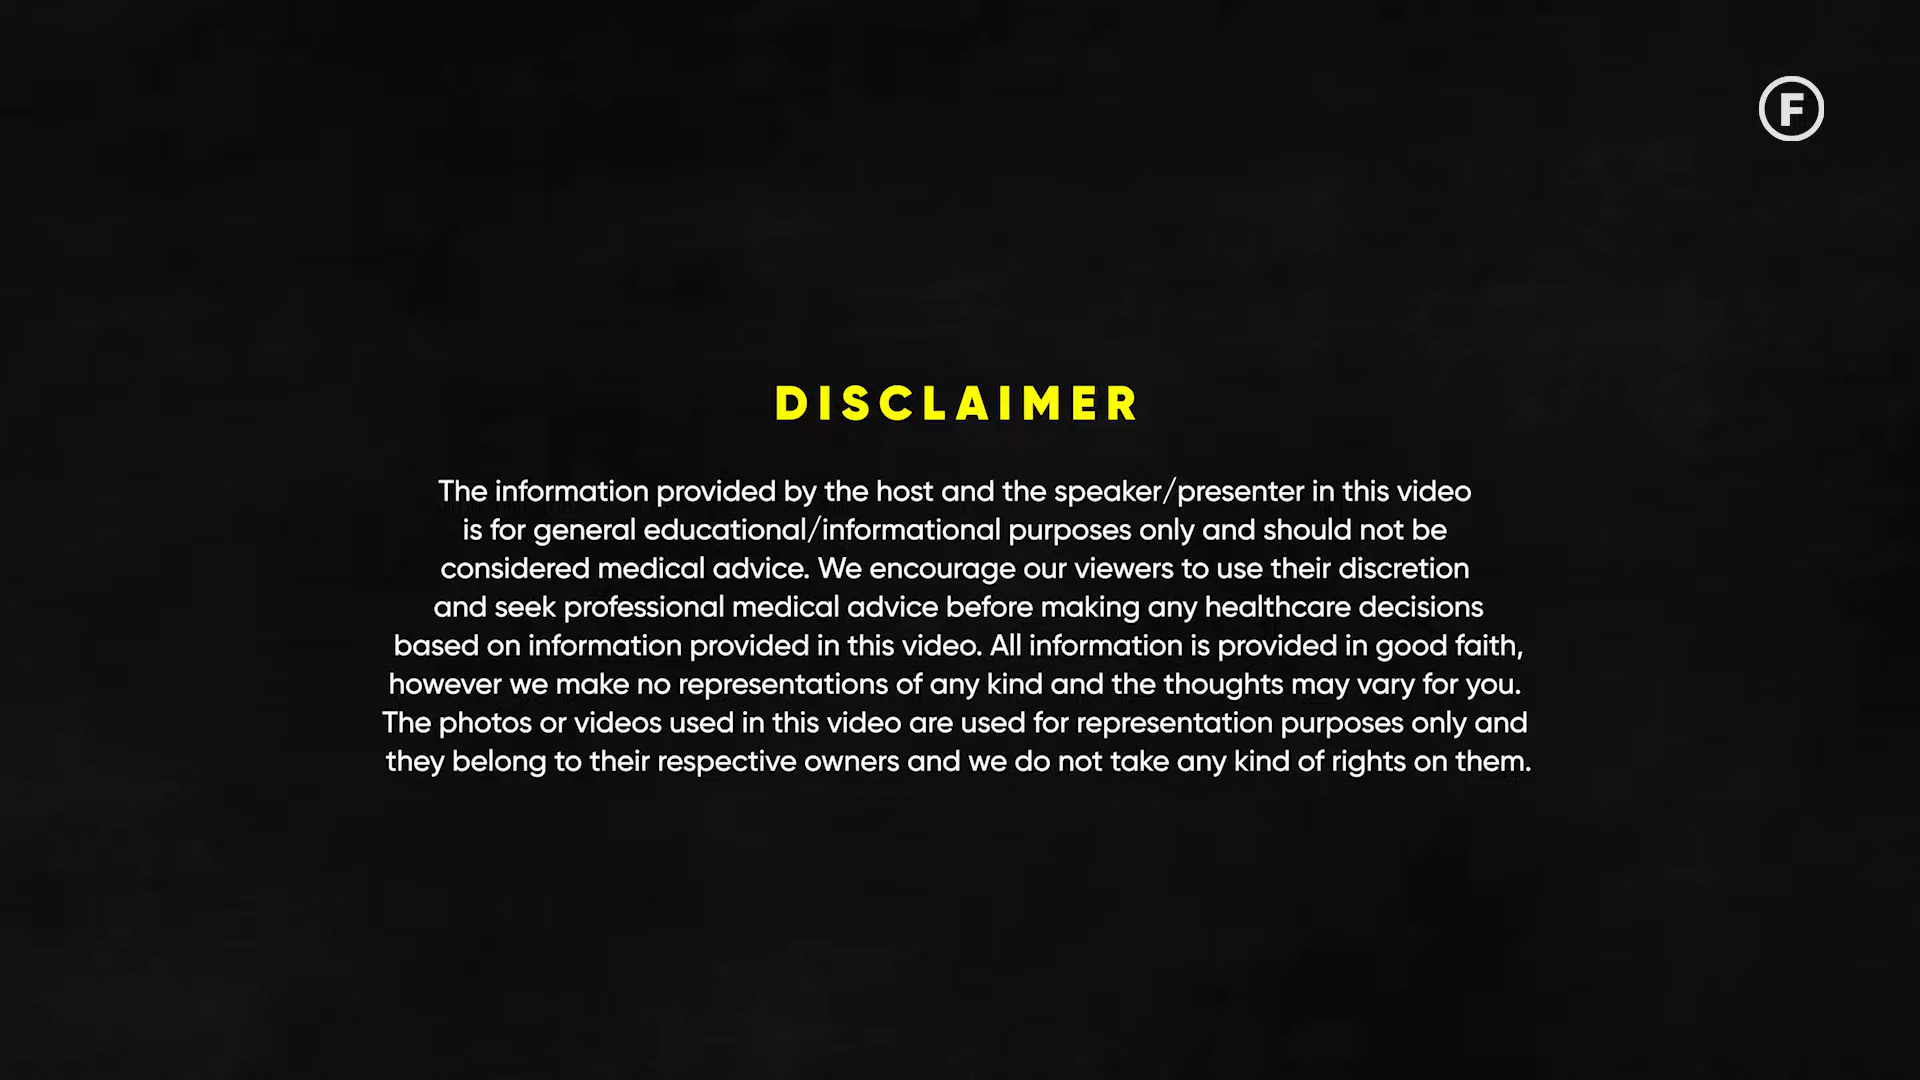 F
DISCLAIMER
The information provided by the host and the speaker/presenter in this video
is for general educational/informational purposes only and should not be
considered medical advice. We encourage our viewers to use their discretion
and seek professional medical advice before making any healthcare decisions
based on information provided in this video. All information is provided in good faith,
however we make no representations of any kind and the thoughts may vary for you.
The photos or videos used in this video are used for representation purposes only and
they belong to their respective owners and we do not take any kind of rights on them.